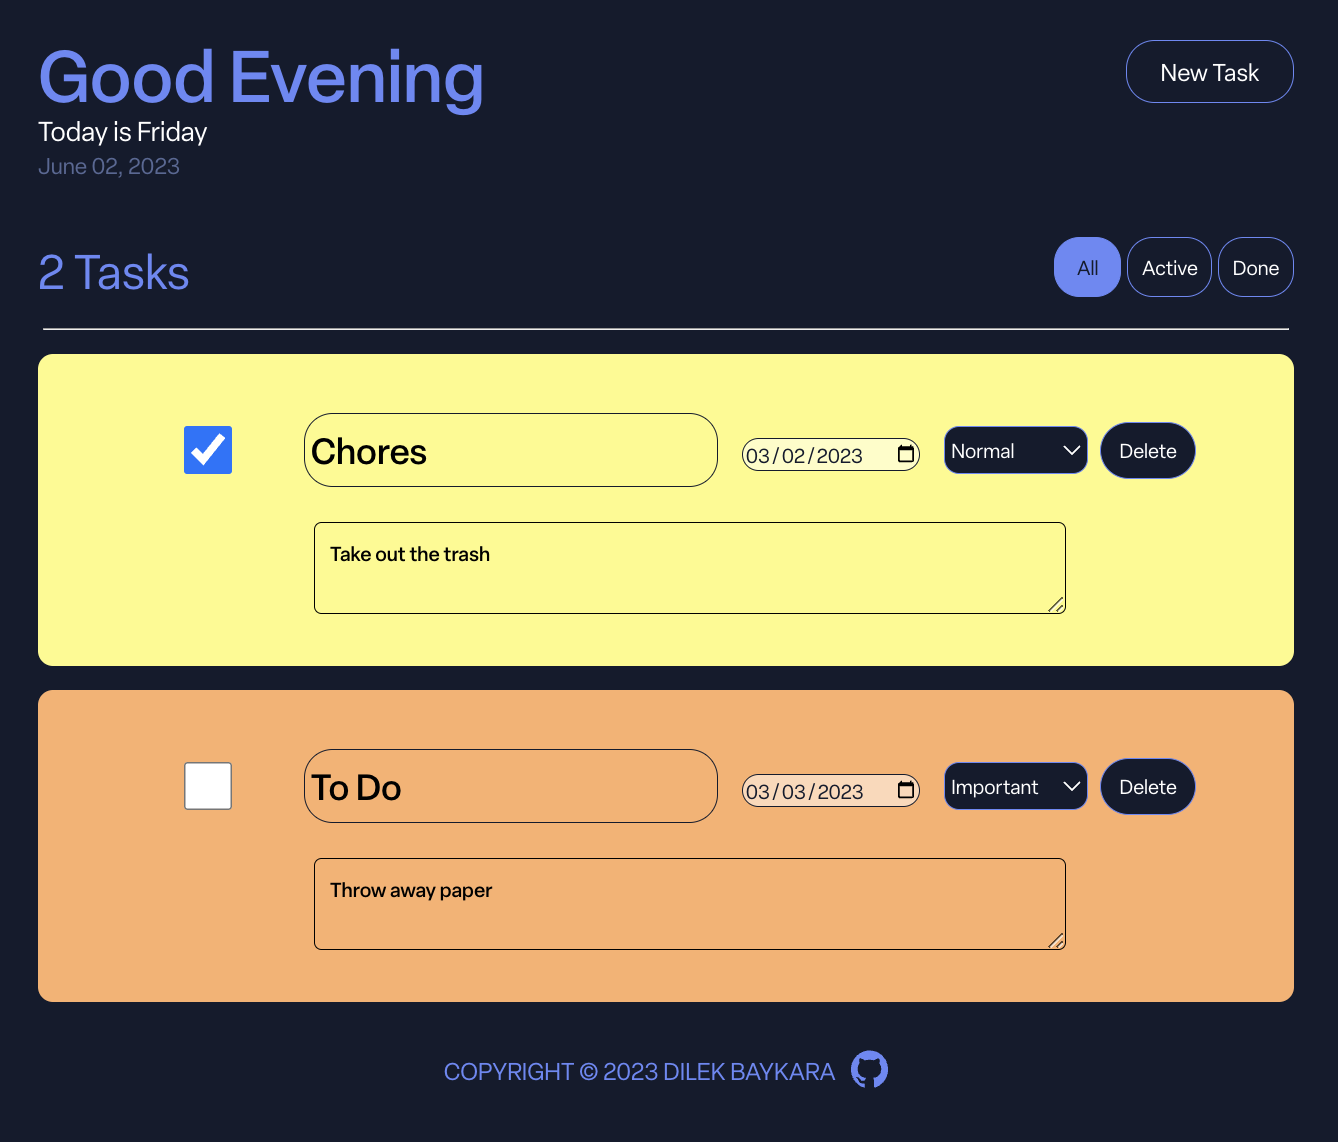 Good Evening
New Task
Today is Friday
June 02, 2023
2 Tasks
All
Active
Done
Chores
03/02/2023
Normal
Delete
Take out the trash
To Do
03/03/2023
Important
Delete
Throw away paper
COPYRIGHT © 2023 DILEK BAYKARA